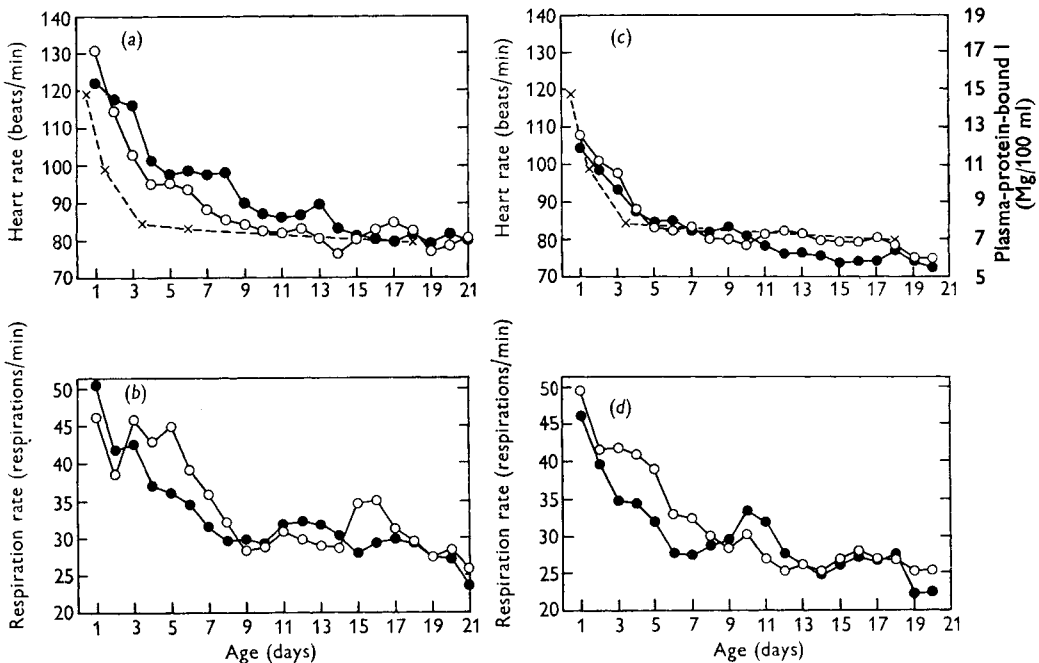 (a)
Heart rate (beats/min)
140
130
120
110
100
90
80
70
1 3 5 7 9 11 13 15 17 19 21
(c)
Heart rate (beats/min)
140
130
120
110
100
90
80
70
19
17
15
13
11
9
7
5
Plasma-protein-bound I
(Mg/100 ml)
1 3 5 7 9 11 13 15 17 19 21
(b)
Respiration rate (respirations/min)
50
45
40
35
30
25
20
1 3 5 7 9 11 13 15 17 19 21
Age (days)
(d)
Respiration rate (respirations/min)
50
45
40
35
30
25
20
1 3 5 7 9 11 13 15 17 19 21
Age (days)